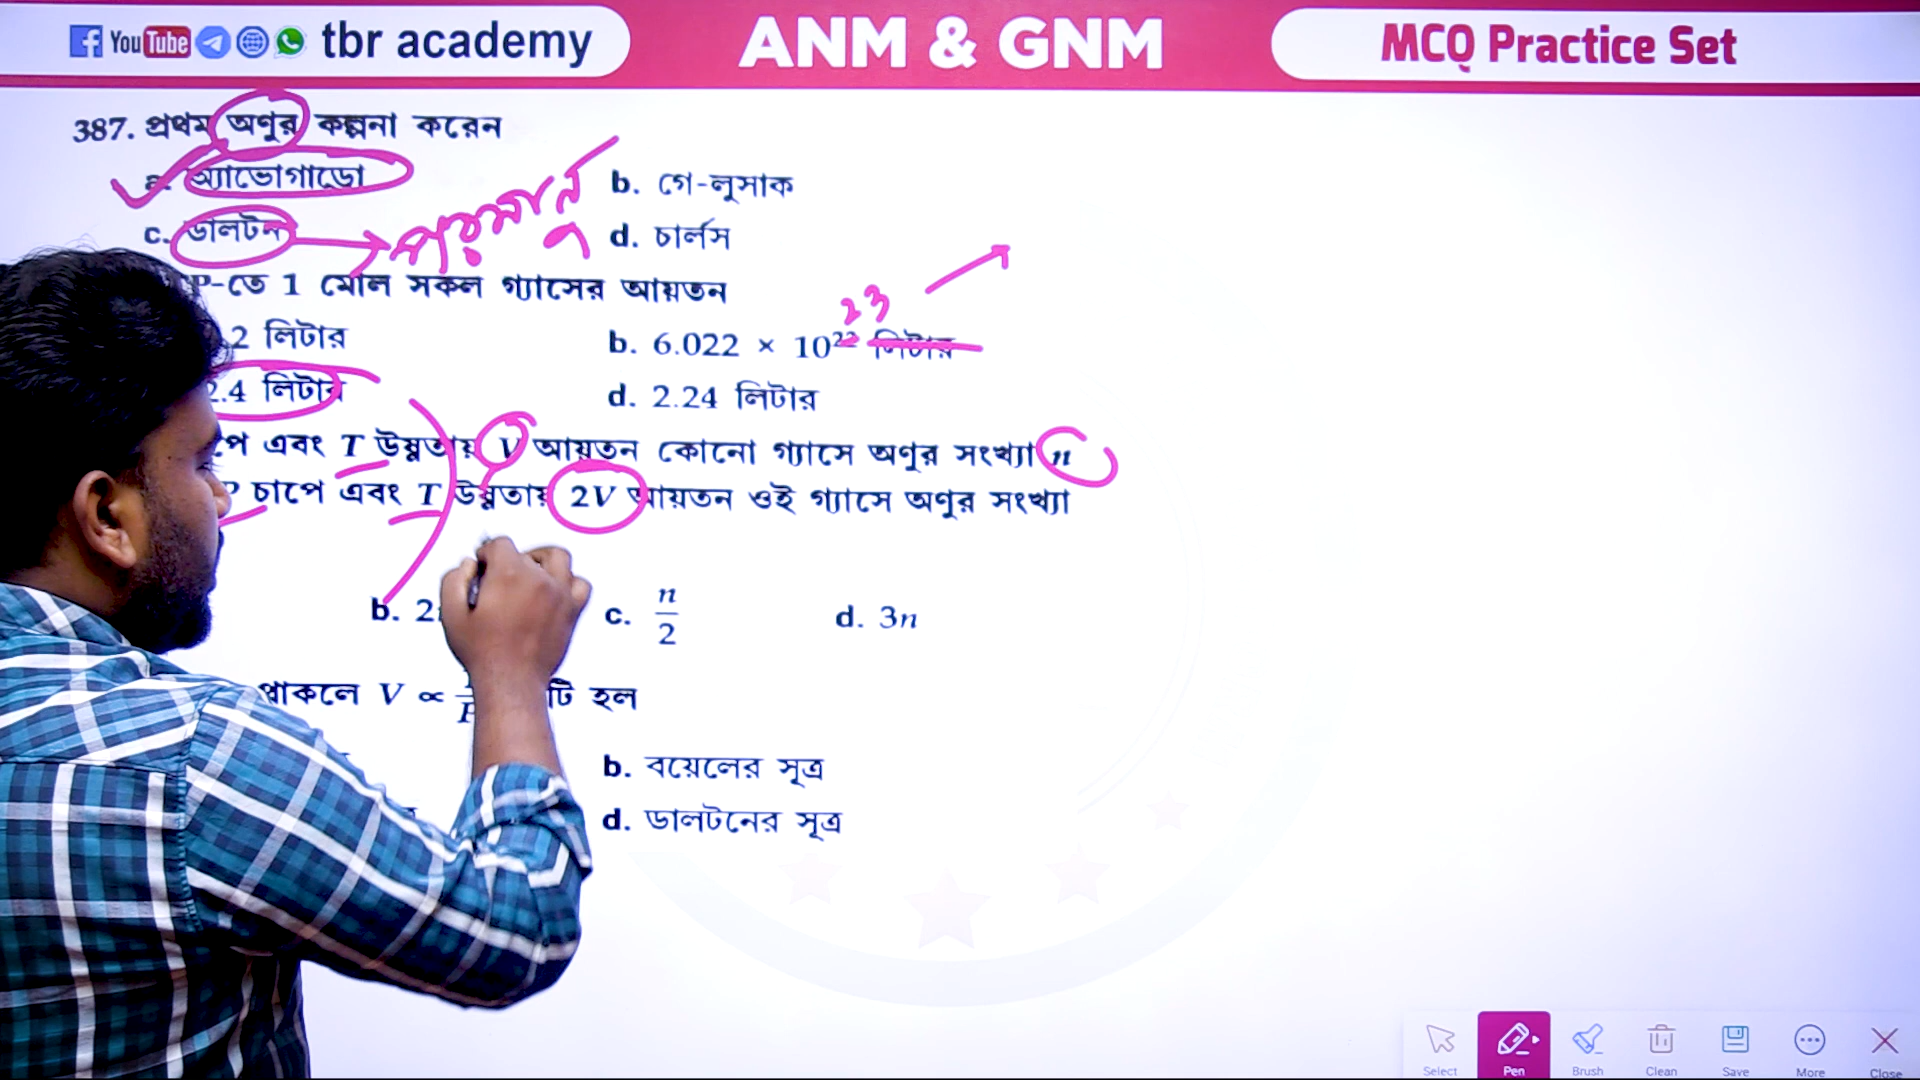 YouTube tbr academy ANM & GNM MCQ Practice Set
387. প্রথম অণুর কল্পনা করেন
a. অ্যাভোগাড্রো b. গে-লুসাক
c. ডালটন পরমাণু d. চার্লস
P-তে 1 মোল সকল গ্যাসের আয়তন
.2 লিটার b. 6.022 × 10²² লিটার 23
2.4 লিটার d. 2.24 লিটার
পে এবং T উষ্ণতায় V আয়তন কোনো গ্যাসে অণুর সংখ্যা n
P চাপে এবং T উষ্ণতায় 2V আয়তন ওই গ্যাসে অণুর সংখ্যা
b. 2 c. n/2 d. 3n
থাকলে V ∝ টি হল
b. বয়েলের সূত্র
d. ডালটনের সূত্র
Select Pen Brush Clean Save More Close